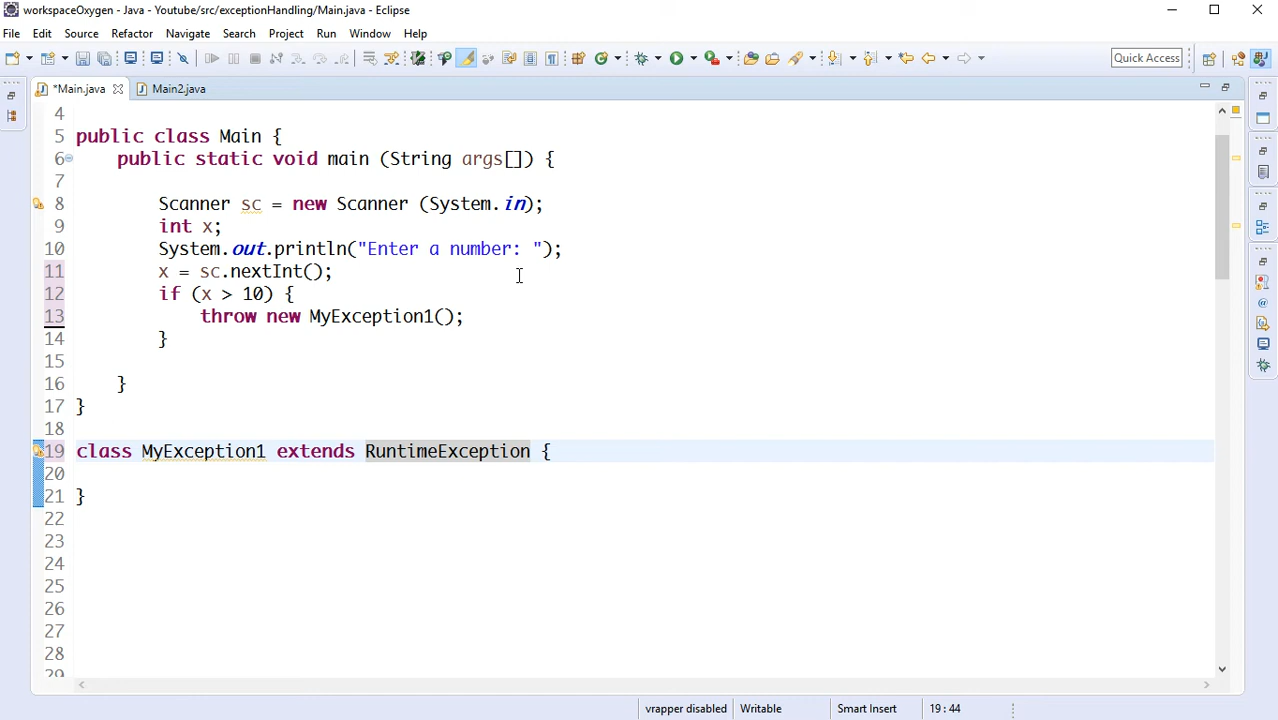 workspaceOxygen - Java - Youtube/src/exceptionHandling/Main.java - Eclipse
File Edit Source Refactor Navigate Search Project Run Window Help
Quick Access
*Main.java Main2.java
4
5 public class Main {
6 public static void main (String args[]) {
7
8 Scanner sc = new Scanner (System.in);
9 int x;
10 System.out.println("Enter a number: ");
11 x = sc.nextInt();
12 if (x > 10) {
13 throw new MyException1();
14 }
15
16 }
17 }
18
19 class MyException1 extends RuntimeException {
20
21 }
22
23
24
25
26
27
28
29
vrapper disabled Writable Smart Insert 19 : 44